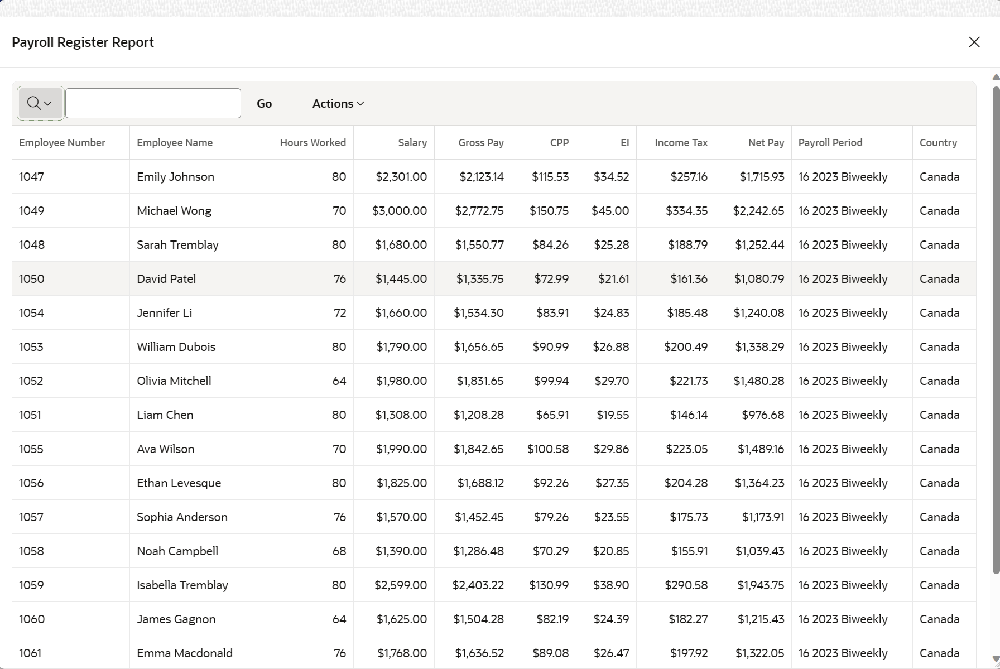 Payroll Register Report
Go Actions
Employee Number Employee Name Hours Worked Salary Gross Pay CPP EI Income Tax Net Pay Payroll Period Country
1047 Emily Johnson 80 $2,301.00 $2,123.14 $115.53 $34.52 $257.16 $1,715.93 16 2023 Biweekly Canada
1049 Michael Wong 70 $3,000.00 $2,772.75 $150.75 $45.00 $334.35 $2,242.65 16 2023 Biweekly Canada
1048 Sarah Tremblay 80 $1,680.00 $1,550.77 $84.26 $25.28 $188.79 $1,252.44 16 2023 Biweekly Canada
1050 David Patel 76 $1,445.00 $1,335.75 $72.99 $21.61 $161.36 $1,080.79 16 2023 Biweekly Canada
1054 Jennifer Li 72 $1,660.00 $1,534.30 $83.91 $24.83 $185.48 $1,240.08 16 2023 Biweekly Canada
1053 William Dubois 80 $1,790.00 $1,656.65 $90.99 $26.88 $200.49 $1,338.29 16 2023 Biweekly Canada
1052 Olivia Mitchell 64 $1,980.00 $1,831.65 $99.94 $29.70 $221.73 $1,480.28 16 2023 Biweekly Canada
1051 Liam Chen 80 $1,308.00 $1,208.28 $65.91 $19.55 $146.14 $976.68 16 2023 Biweekly Canada
1055 Ava Wilson 70 $1,990.00 $1,842.65 $100.58 $29.86 $223.05 $1,489.16 16 2023 Biweekly Canada
1056 Ethan Levesque 80 $1,825.00 $1,688.12 $92.26 $27.35 $204.28 $1,364.23 16 2023 Biweekly Canada
1057 Sophia Anderson 76 $1,570.00 $1,452.45 $79.26 $23.55 $175.73 $1,173.91 16 2023 Biweekly Canada
1058 Noah Campbell 68 $1,390.00 $1,286.48 $70.29 $20.85 $155.91 $1,039.43 16 2023 Biweekly Canada
1059 Isabella Tremblay 80 $2,599.00 $2,403.22 $130.99 $38.90 $290.58 $1,943.75 16 2023 Biweekly Canada
1060 James Gagnon 64 $1,625.00 $1,504.28 $82.19 $24.39 $182.27 $1,215.43 16 2023 Biweekly Canada
1061 Emma Macdonald 76 $1,768.00 $1,636.52 $89.08 $26.47 $197.92 $1,322.05 16 2023 Biweekly Canada